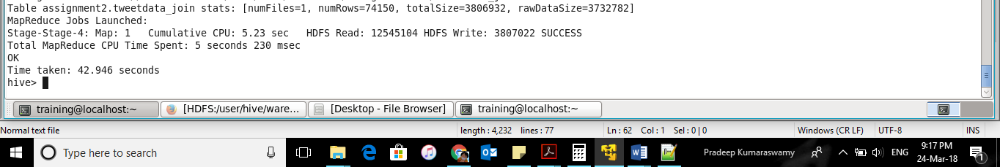 Table assignment2.tweetdata_join stats: [numFiles=1, numRows=74150, totalSize=3806932, rawDataSize=3732782]
MapReduce Jobs Launched:
Stage-Stage-4: Map: 1   Cumulative CPU: 5.23 sec   HDFS Read: 12545104 HDFS Write: 3807022 SUCCESS
Total MapReduce CPU Time Spent: 5 seconds 230 msec
OK
Time taken: 42.946 seconds
hive>
training@localhost:~ [HDFS:/user/hive/ware... [Desktop - File Browser] training@localhost:~
Normal text file length : 4,232 lines : 77 Ln : 62 Col : 1 Sel : 0 | 0 Windows (CR LF) UTF-8 INS
Type here to search Pradeep Kumaraswamy ENG 9:17 PM
24-Mar-18 1